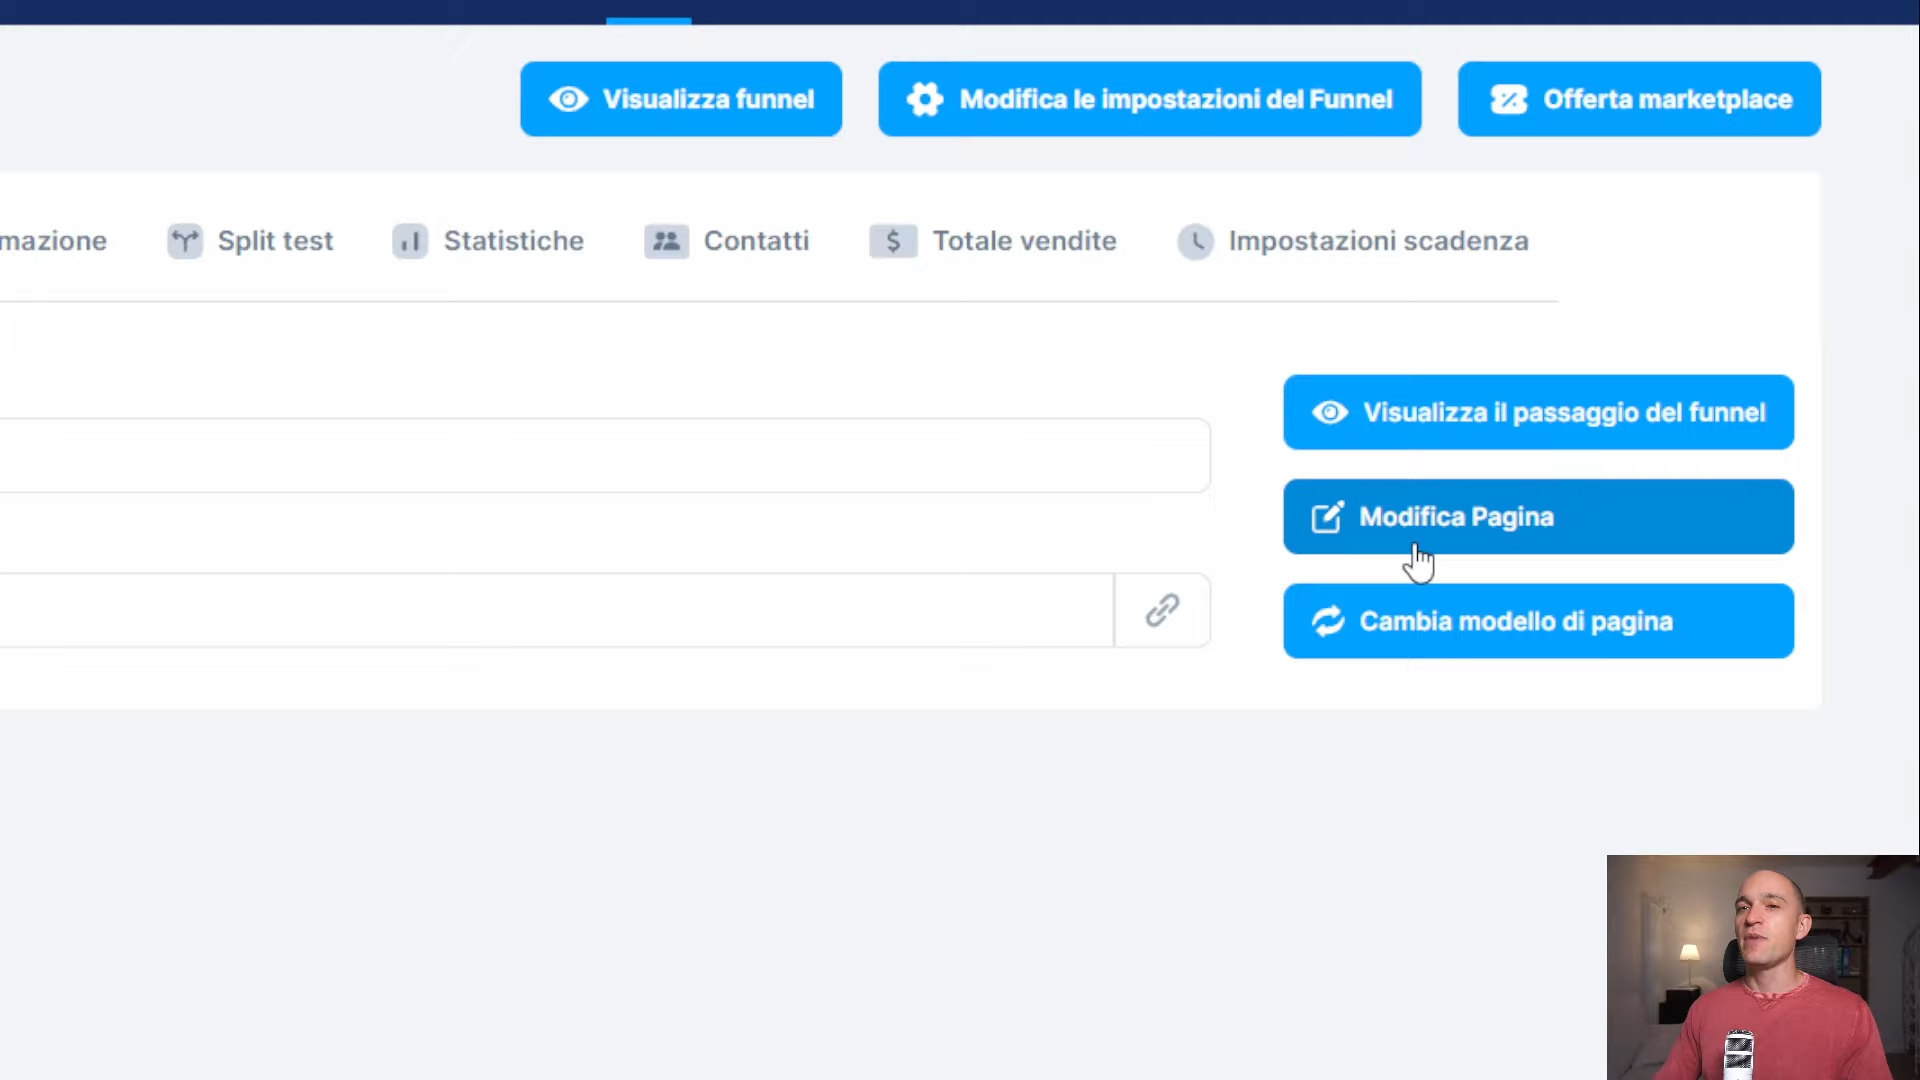 Visualizza funnel
Modifica le impostazioni del Funnel
Offerta marketplace
mazione
Split test
Statistiche
Contatti
$
Totale vendite
Impostazioni scadenza
Visualizza il passaggio del funnel
Modifica Pagina
Cambia modello di pagina